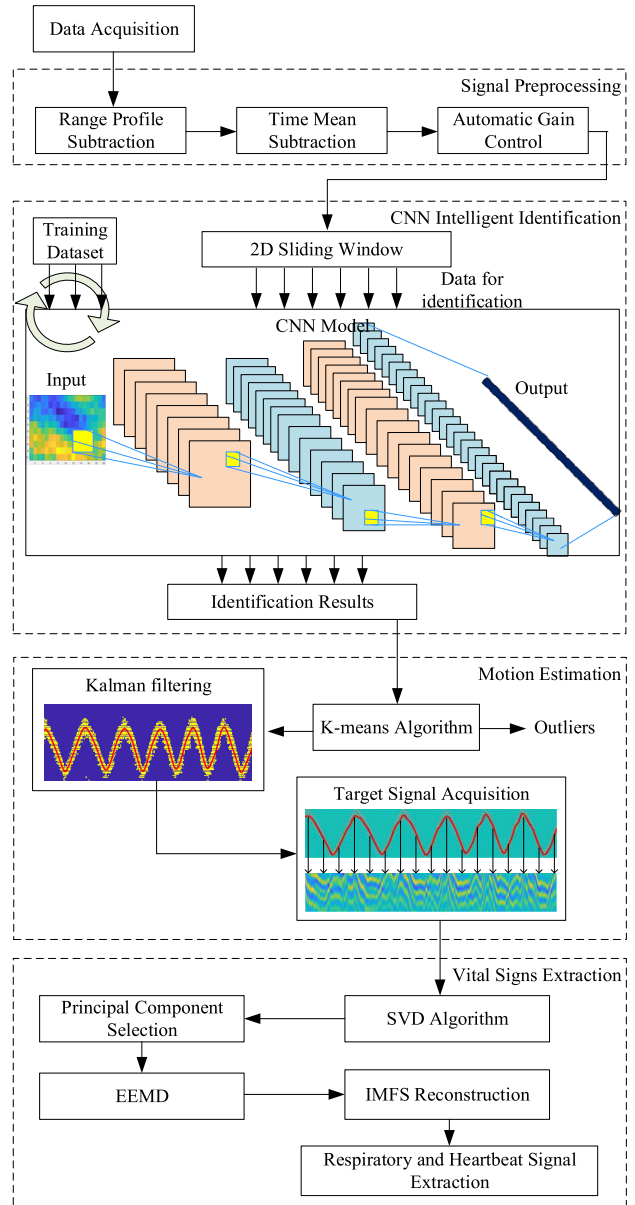 Data Acquisition
Signal Preprocessing
Range Profile
Subtraction
Time Mean
Subtraction
Automatic Gain
Control
CNN Intelligent Identification
Training
Dataset
2D Sliding Window
Data for
identification
CNN Model
Input
Output
Identification Results
Motion Estimation
Kalman filtering
K-means Algorithm
Outliers
Target Signal Acquisition
Vital Signs Extraction
Principal Component
Selection
SVD Algorithm
EEMD
IMFS Reconstruction
Respiratory and Heartbeat Signal
Extraction